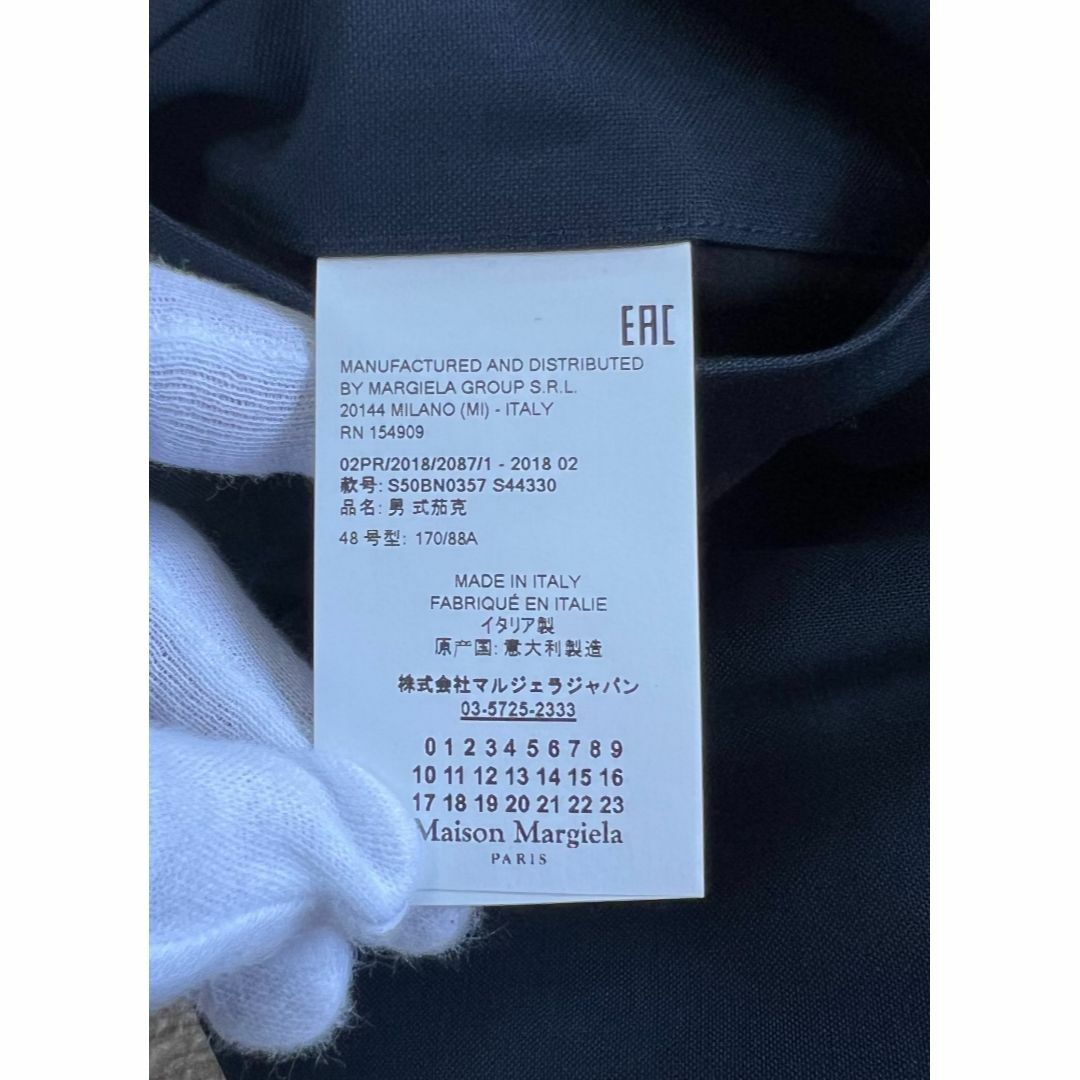 EAC
MANUFACTURED AND DISTRIBUTED
BY MARGIELA GROUP S.R.L.
20144 MILANO (MI) - ITALY
RN 154909
02PR/2018/2087/1 - 2018 02
款号: S50BN0357 S44330
品名: 男 式茄克
48 号型: 170/88A
MADE IN ITALY
FABRIQUÉ EN ITALIE
イタリア製
原产国: 意大利製造
株式会社マルジェラジャパン
03-5725-2333
0 1 2 3 4 5 6 7 8 9
10 11 12 13 14 15 16
17 18 19 20 21 22 23
Maison Margiela
PARIS